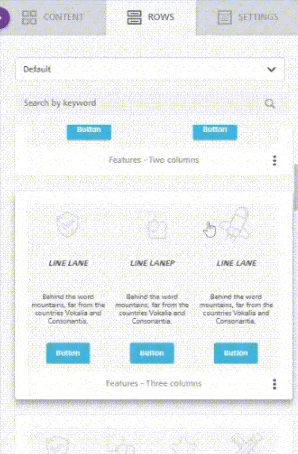 CONTENT ROWS SETTINGS
Default
Search by keyword
Button Button
Features - Two columns
LINE LANE LINE LANEP LINE LANE
Behind the word Behind the word Behind the word
mountains, far from the mountains, far from the mountains, far from the
countries Vokalia and countries Vokalia and countries Vokalia and
Consonantia. Consonantia. Consonantia.
Button Button Button
Features - Three columns